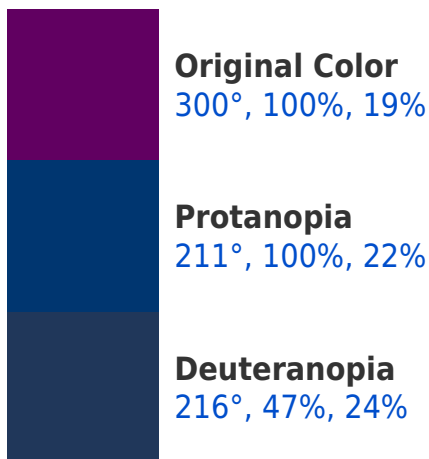 Original Color
300°, 100%, 19%
Protanopia
211°, 100%, 22%
Deuteranopia
216°, 47%, 24%